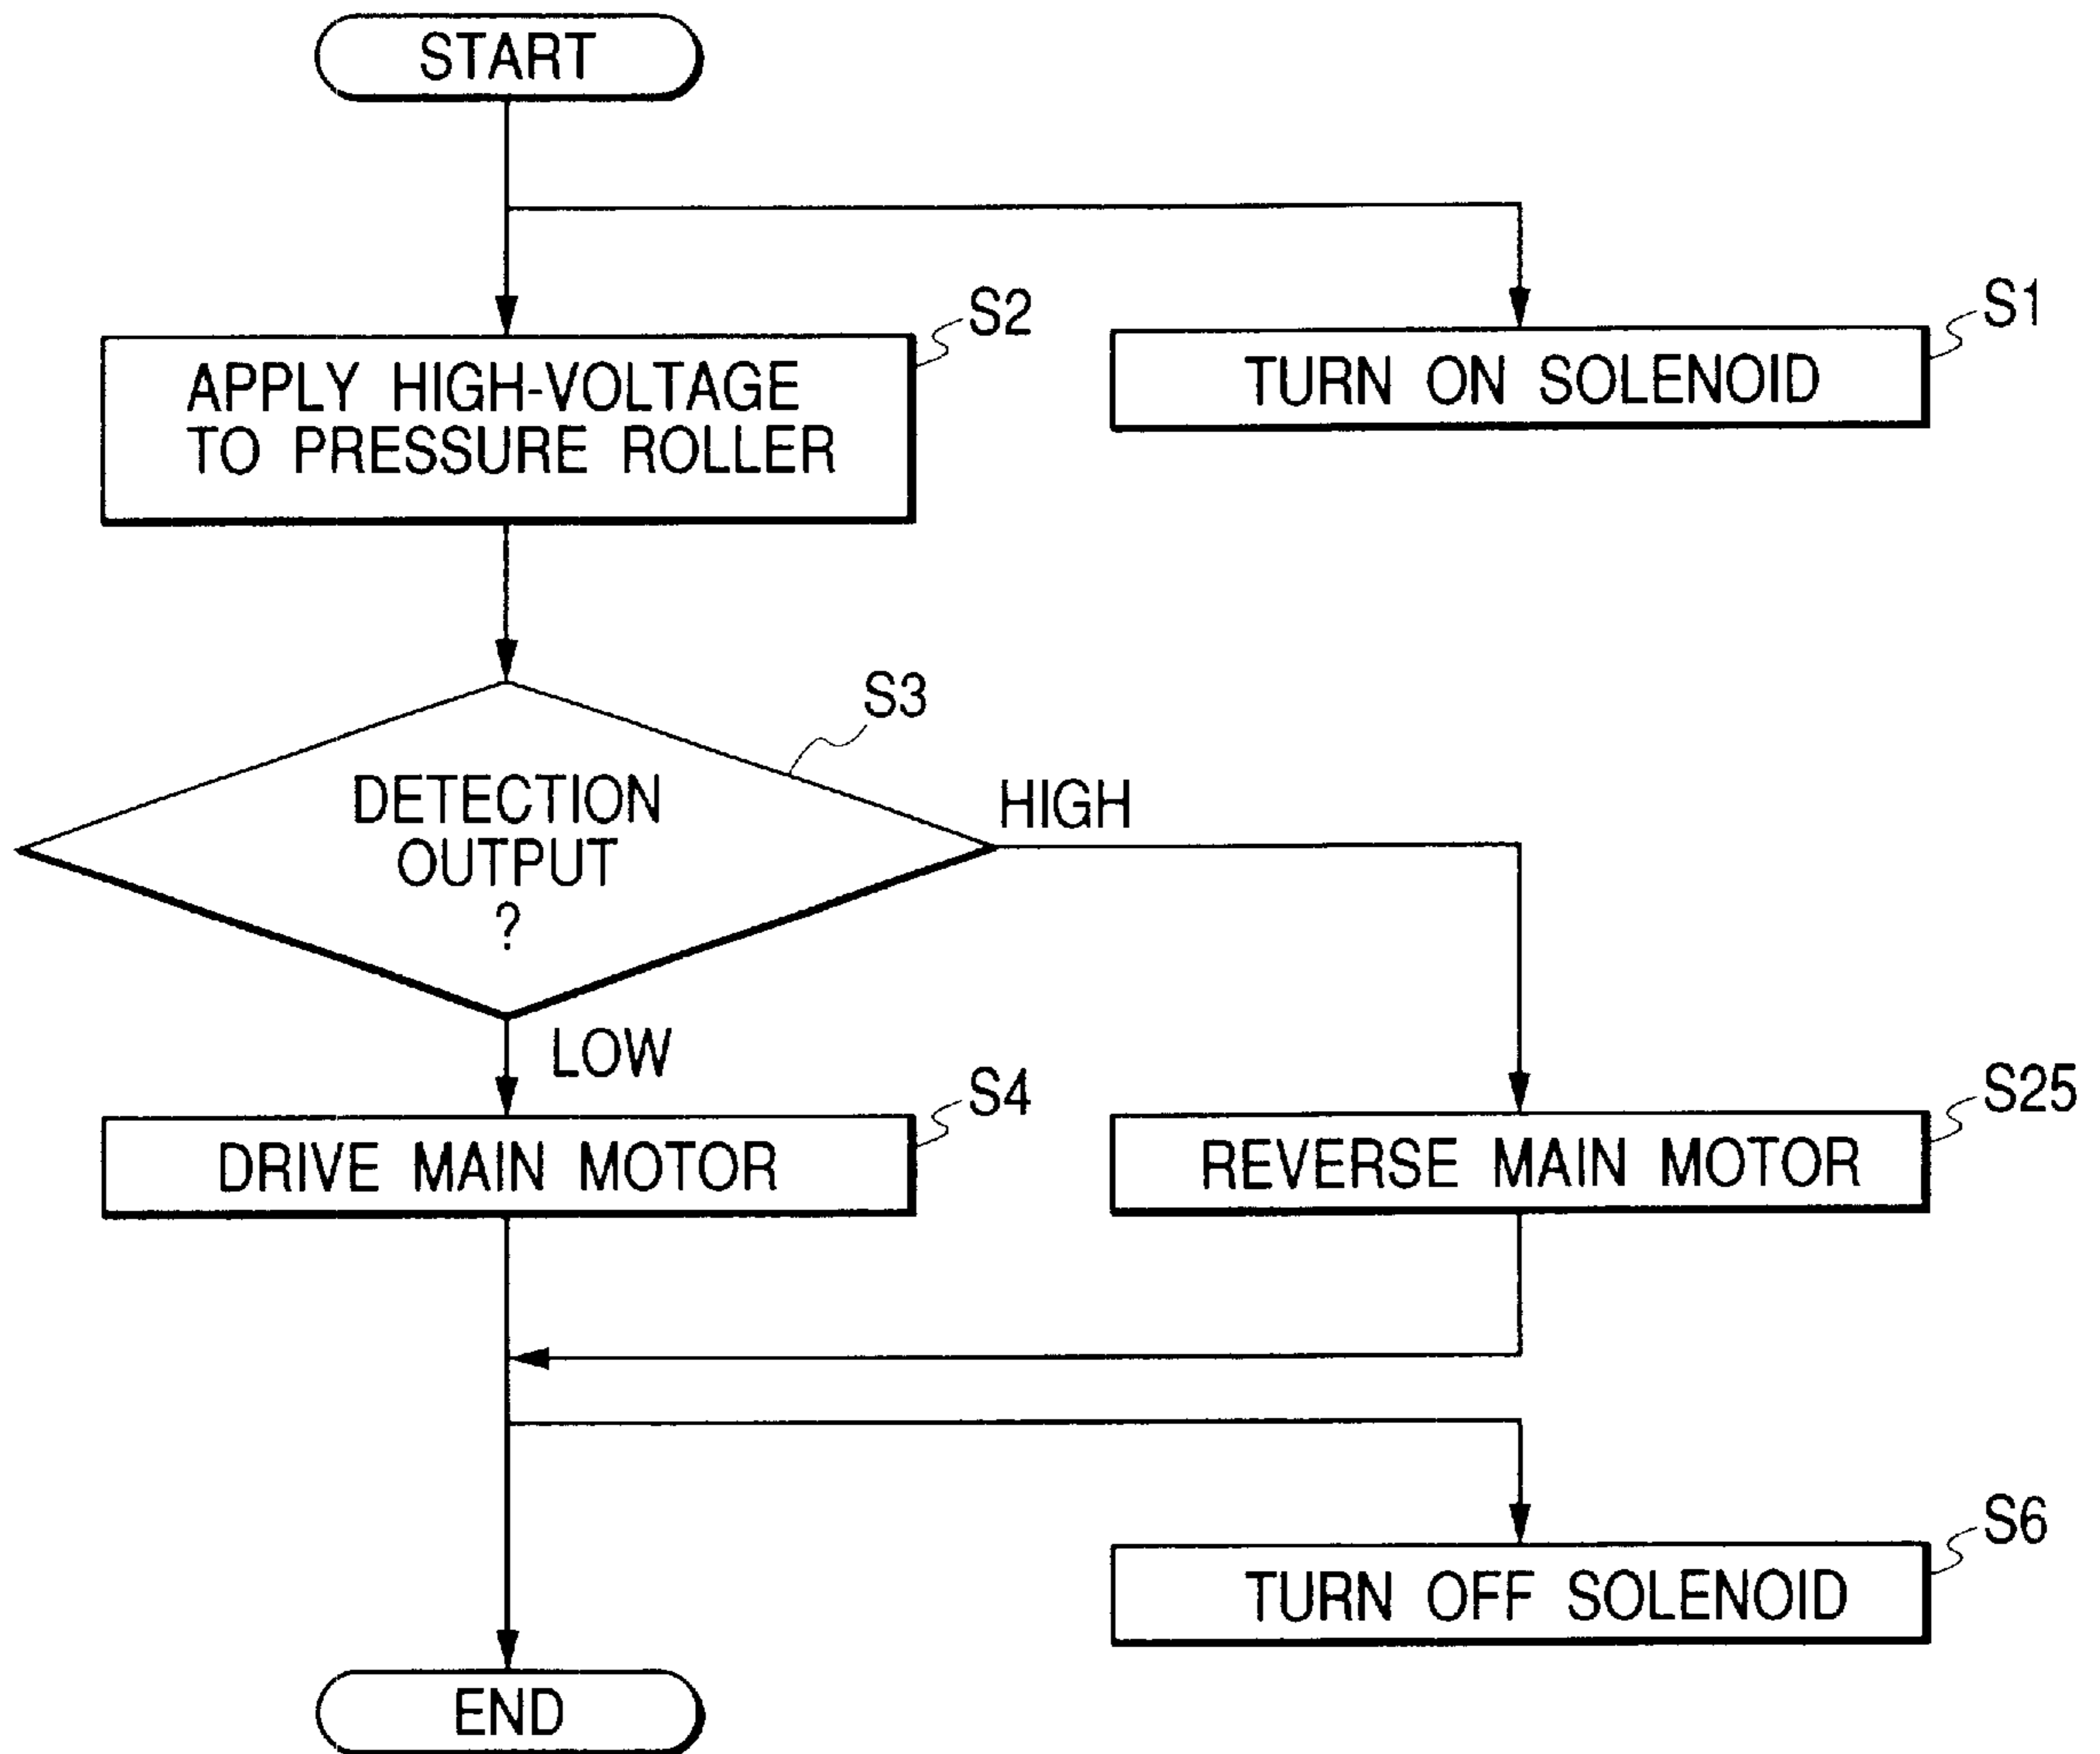 START
S2
APPLY HIGH-VOLTAGE
TO PRESSURE ROLLER
S1
TURN ON SOLENOID
S3
DETECTION
OUTPUT
?
HIGH
LOW
S4
DRIVE MAIN MOTOR
S25
REVERSE MAIN MOTOR
S6
TURN OFF SOLENOID
END